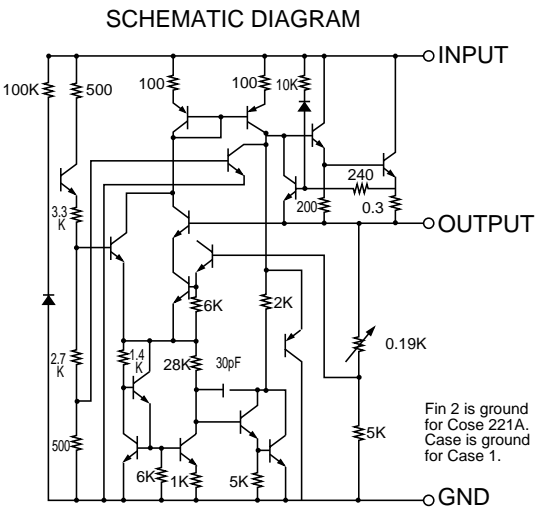 SCHEMATIC DIAGRAM
INPUT
100K
500
100
100
10K
240
200
0.3
3.3
K
OUTPUT
6K
2K
0.19K
2.7
K
1.4
K
28K
30pF
Fin 2 is ground
for Cose 221A.
Case is ground
for Case 1.
5K
500
6K
1K
5K
GND